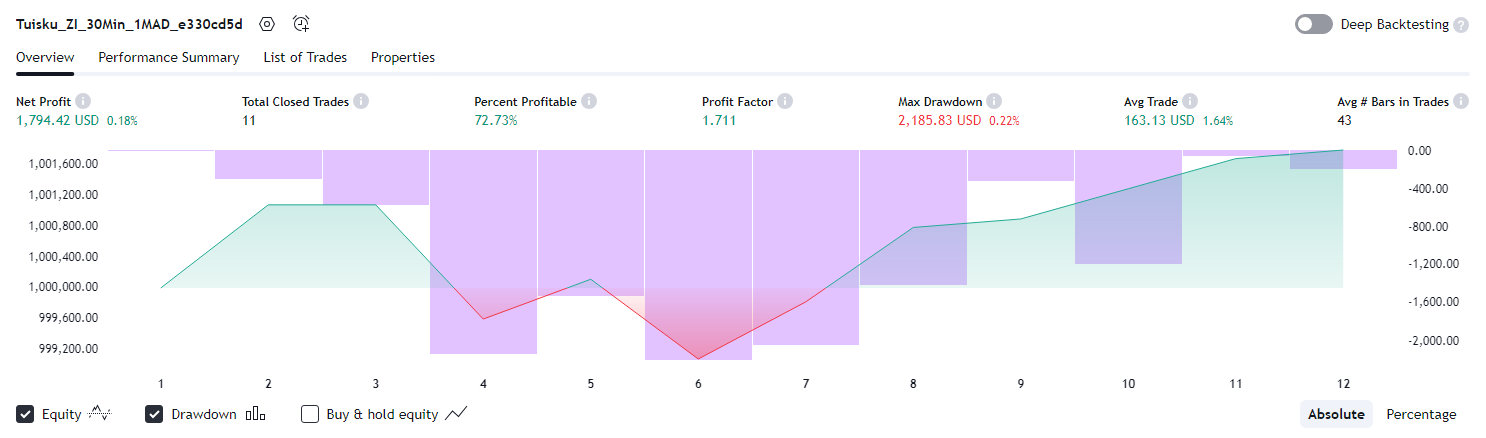 Tuisku_ZI_30Min_1MAD_e330cd5d Deep Backtesting ?
Overview Performance Summary List of Trades Properties
Net Profit Total Closed Trades Percent Profitable Profit Factor Max Drawdown Avg Trade Avg # Bars in Trades
1,794.42 USD 0.18% 11 72.73% 1.711 2,185.83 USD 0.22% 163.13 USD 1.64% 43
1,001,600.00 0.00
1,001,200.00 -400.00
1,000,800.00 -800.00
1,000,400.00 -1,200.00
1,000,000.00 -1,600.00
999,600.00
999,200.00 -2,000.00
1 2 3 4 5 6 7 8 9 10 11 12
Equity Drawdown Buy & hold equity Absolute Percentage